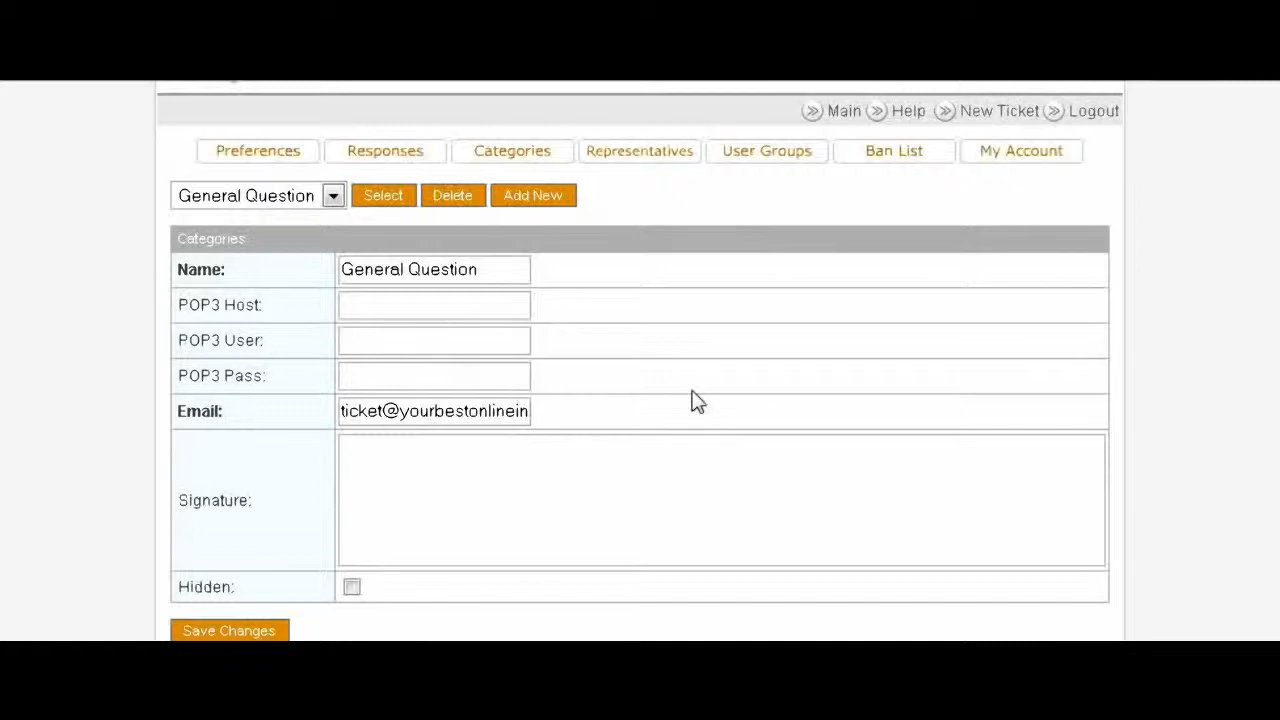 Main Help New Ticket Logout
Preferences Responses Categories Representatives User Groups Ban List My Account
General Question Select Delete Add New
Categories
Name: General Question
POP3 Host:
POP3 User:
POP3 Pass:
Email: ticket@yourbestonlinein
Signature:
Hidden:
Save Changes